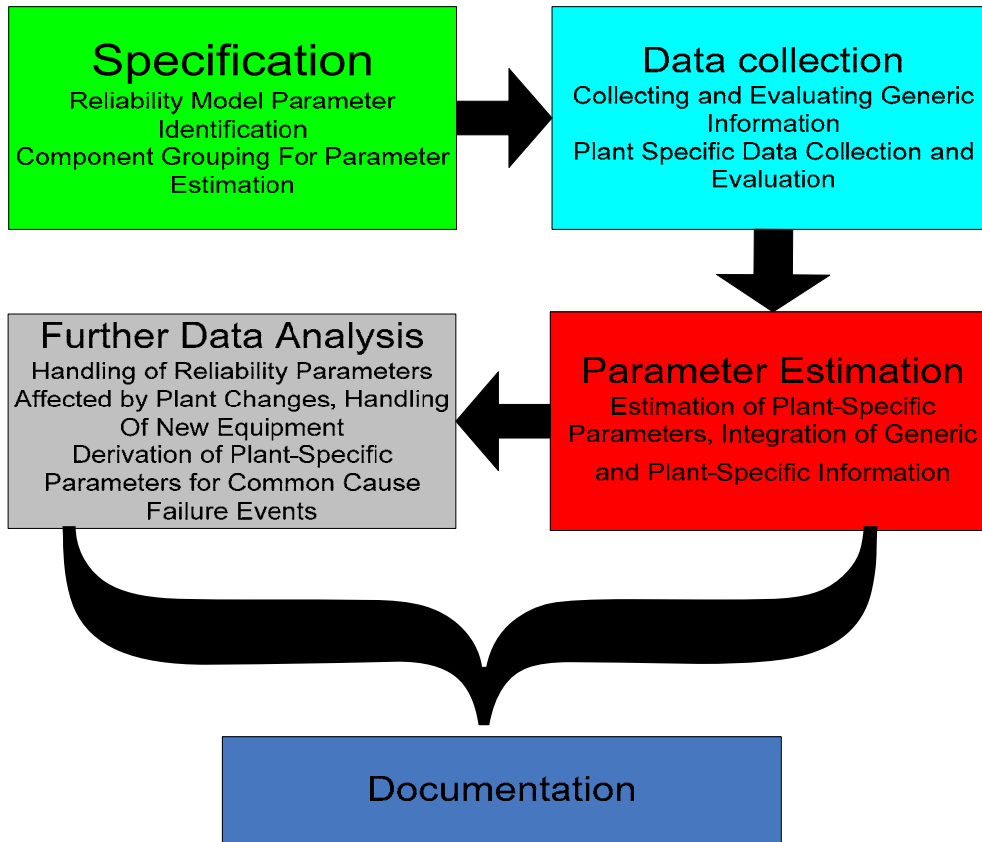 Specification
Reliability Model Parameter
Identification
Component Grouping For Parameter
Estimation
Data collection
Collecting and Evaluating Generic
Information
Plant Specific Data Collection and
Evaluation
Parameter Estimation
Estimation of Plant-Specific
Parameters, Integration of Generic
and Plant-Specific Information
Further Data Analysis
Handling of Reliability Parameters
Affected by Plant Changes, Handling
Of New Equipment
Derivation of Plant-Specific
Parameters for Common Cause
Failure Events
Documentation